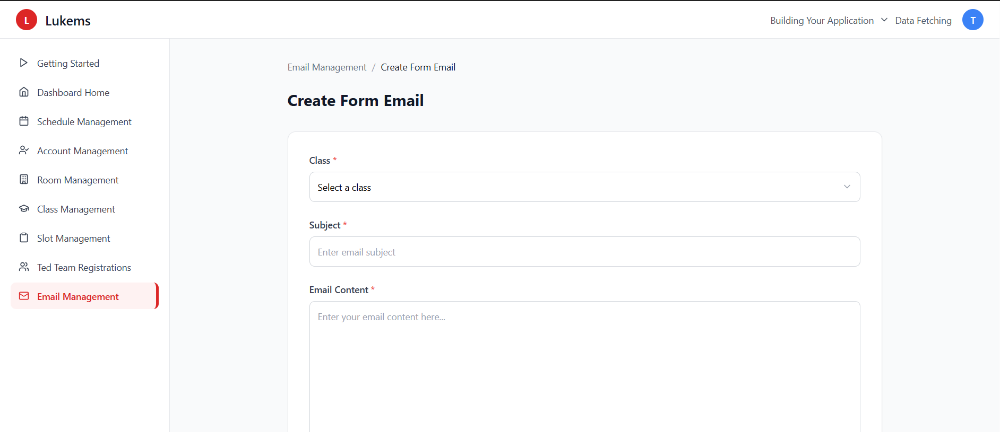 L Lukems
Building Your Application Data Fetching T
Getting Started
Dashboard Home
Schedule Management
Account Management
Room Management
Class Management
Slot Management
Ted Team Registrations
Email Management
Email Management / Create Form Email
Create Form Email
Class *
Select a class
Subject *
Enter email subject
Email Content *
Enter your email content here...